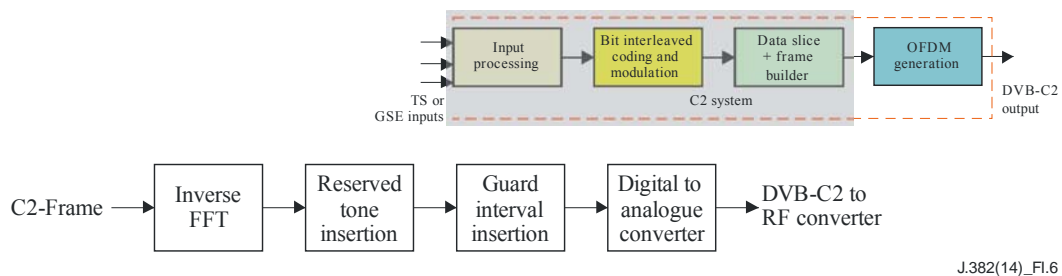 Input
processing
Bit interleaved
coding and
modulation
Data slice
+ frame
builder
OFDM
generation
TS or
GSE inputs
C2 system
DVB-C2
output
C2-Frame
Inverse
FFT
Reserved
tone
insertion
Guard
interval
insertion
Digital to
analogue
converter
DVB-C2 to
RF converter
J.382(14)_FI.6